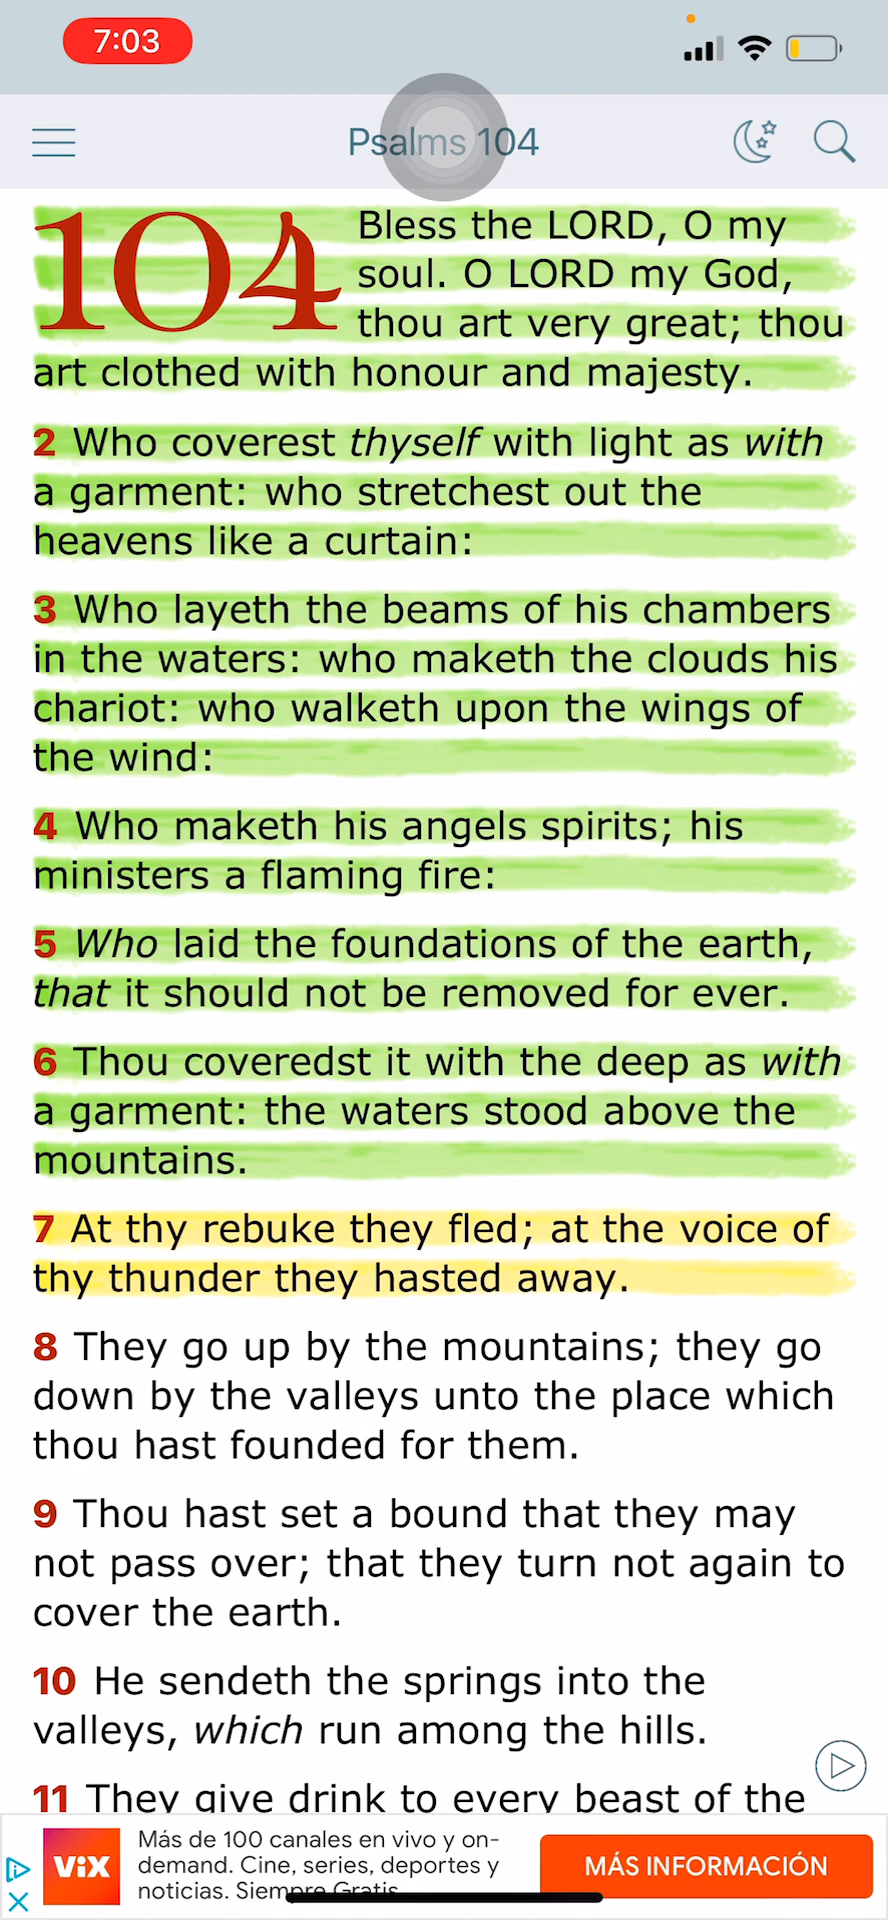 7:03
Psalms 104
104 Bless the LORD, O my
soul. O LORD my God,
thou art very great; thou
art clothed with honour and majesty.
2 Who coverest thyself with light as with
a garment: who stretchest out the
heavens like a curtain:
3 Who layeth the beams of his chambers
in the waters: who maketh the clouds his
chariot: who walketh upon the wings of
the wind:
4 Who maketh his angels spirits; his
ministers a flaming fire:
5 Who laid the foundations of the earth,
that it should not be removed for ever.
6 Thou coveredst it with the deep as with
a garment: the waters stood above the
mountains.
7 At thy rebuke they fled; at the voice of
thy thunder they hasted away.
8 They go up by the mountains; they go
down by the valleys unto the place which
thou hast founded for them.
9 Thou hast set a bound that they may
not pass over; that they turn not again to
cover the earth.
10 He sendeth the springs into the
valleys, which run among the hills.
11 They give drink to every beast of the
ViX
Más de 100 canales en vivo y on-
demand. Cine, series, deportes y
noticias. Siempre Gratis
MÁS INFORMACIÓN